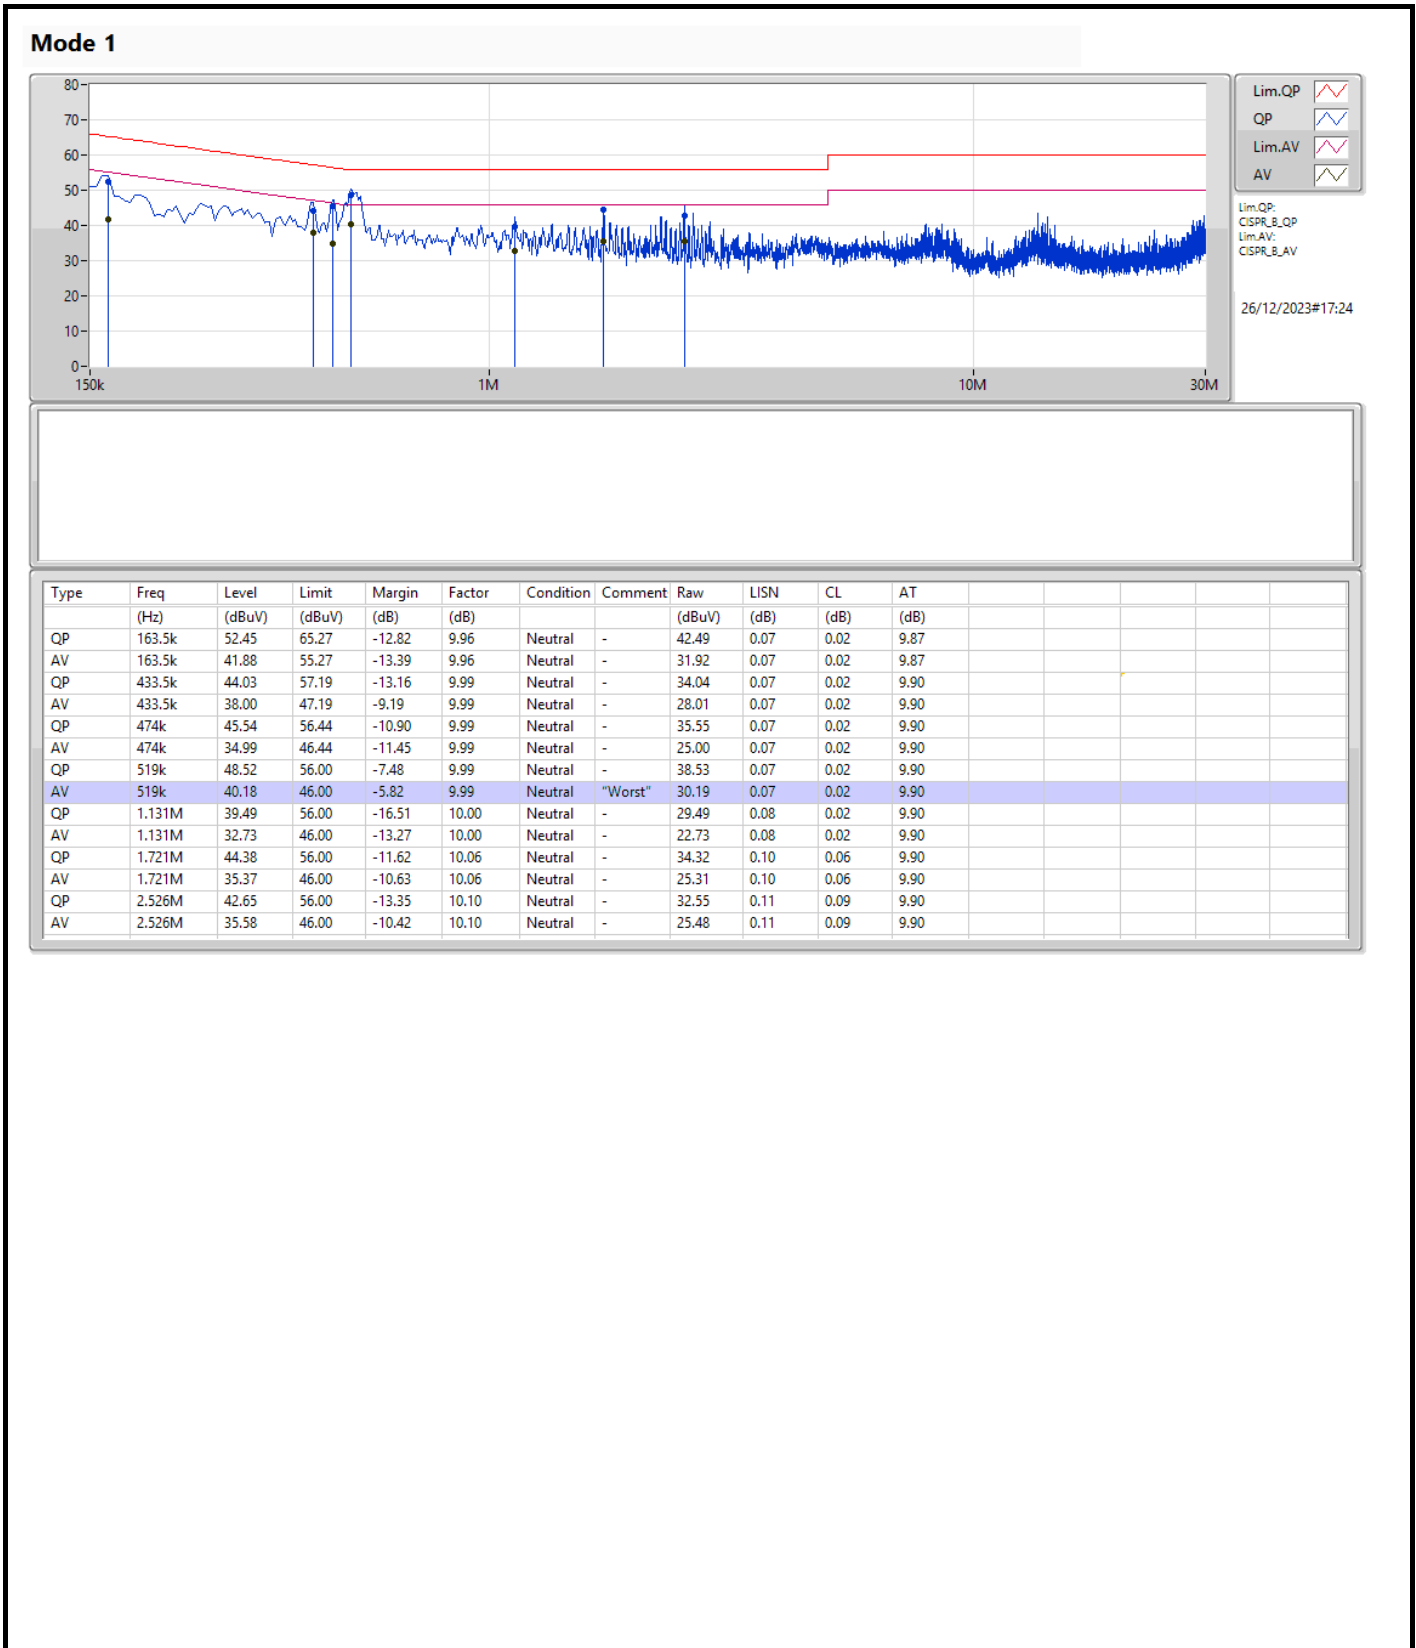 Mode 1
80
70
60
50
40
30
20
10
0
150k 1M 10M 30M
Lim.QP
QP
Lim.AV
AV
Lim.QP:
CISPR_B_QP
Lim.AV:
CISPR_B_AV
26/12/2023#17:24
Type Freq Level Limit Margin Factor Condition Comment Raw LISN CL AT
(Hz) (dBuV) (dBuV) (dB) (dB) (dBuV) (dB) (dB) (dB)
QP 163.5k 52.45 65.27 -12.82 9.96 Neutral - 42.49 0.07 0.02 9.87
AV 163.5k 41.88 55.27 -13.39 9.96 Neutral - 31.92 0.07 0.02 9.87
QP 433.5k 44.03 57.19 -13.16 9.99 Neutral - 34.04 0.07 0.02 9.90
AV 433.5k 38.00 47.19 -9.19 9.99 Neutral - 28.01 0.07 0.02 9.90
QP 474k 45.54 56.44 -10.90 9.99 Neutral - 35.55 0.07 0.02 9.90
AV 474k 34.99 46.44 -11.45 9.99 Neutral - 25.00 0.07 0.02 9.90
QP 519k 48.52 56.00 -7.48 9.99 Neutral - 38.53 0.07 0.02 9.90
AV 519k 40.18 46.00 -5.82 9.99 Neutral "Worst" 30.19 0.07 0.02 9.90
QP 1.131M 39.49 56.00 -16.51 10.00 Neutral - 29.49 0.08 0.02 9.90
AV 1.131M 32.73 46.00 -13.27 10.00 Neutral - 22.73 0.08 0.02 9.90
QP 1.721M 44.38 56.00 -11.62 10.06 Neutral - 34.32 0.10 0.06 9.90
AV 1.721M 35.37 46.00 -10.63 10.06 Neutral - 25.31 0.10 0.06 9.90
QP 2.526M 42.65 56.00 -13.35 10.10 Neutral - 32.55 0.11 0.09 9.90
AV 2.526M 35.58 46.00 -10.42 10.10 Neutral - 25.48 0.11 0.09 9.90